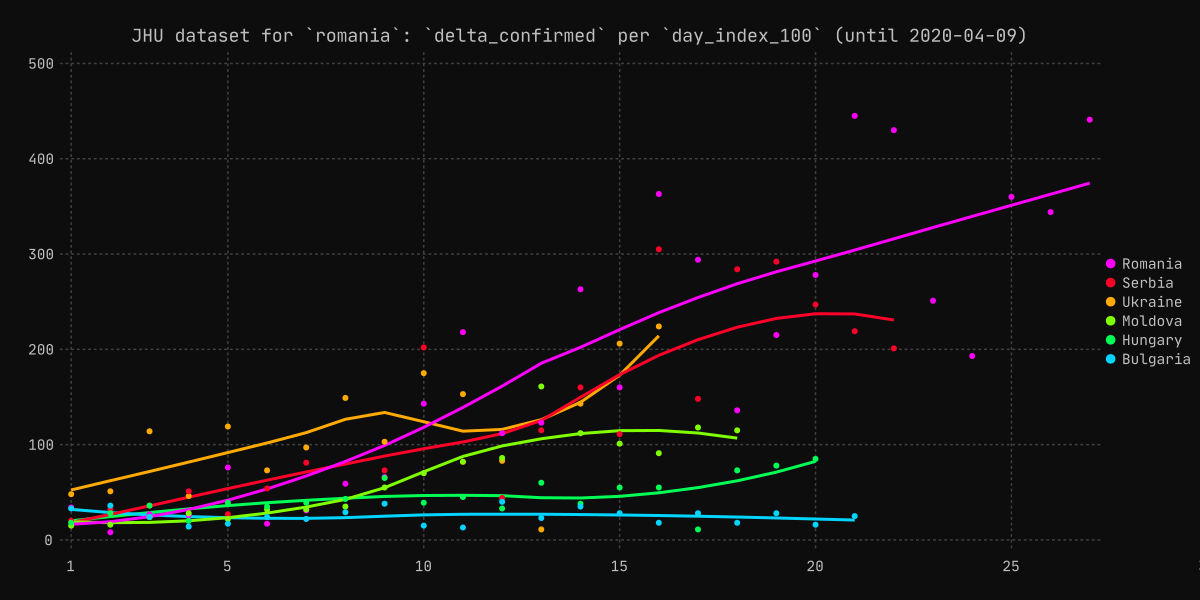 JHU dataset for `romania`: `delta_confirmed` per `day_index_100` (until 2020-04-09)
500
400
300
200
100
0
1 5 10 15 20 25
Romania
Serbia
Ukraine
Moldova
Hungary
Bulgaria